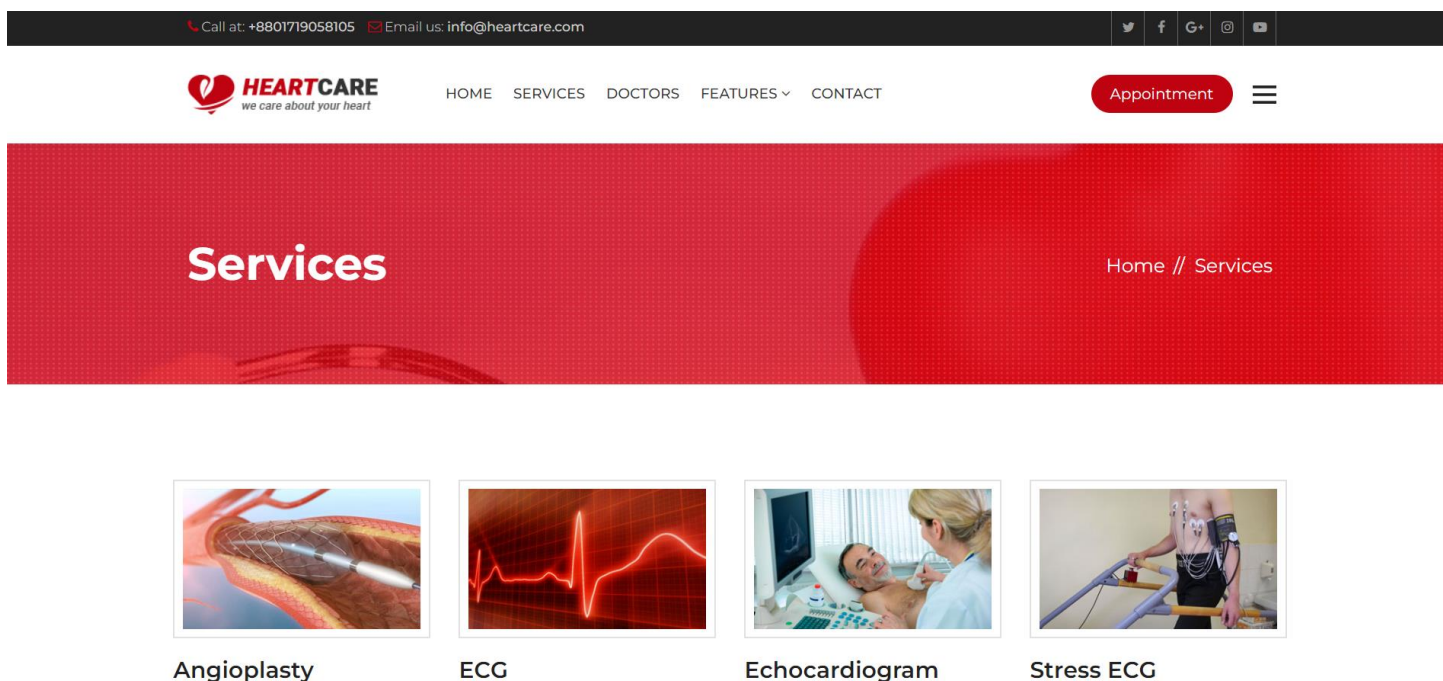 Call at: +8801719058105 Email us: info@heartcare.com
HEARTCARE
we care about your heart
HOME SERVICES DOCTORS FEATURES CONTACT
Appointment
Services
Home // Services
Angioplasty
ECG
Echocardiogram
Stress ECG